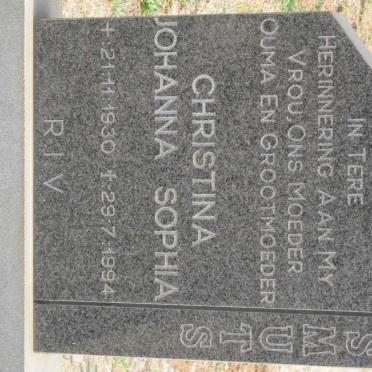 IN TERE
HERINNERING AAN MY
VROU, ONS MOEDER
OUMA EN GROOTMOEDER
CHRISTINA
JOHANNA SOPHIA
+ 21·11·1930 † 29·7·1994
R.I.V.
SMUTS